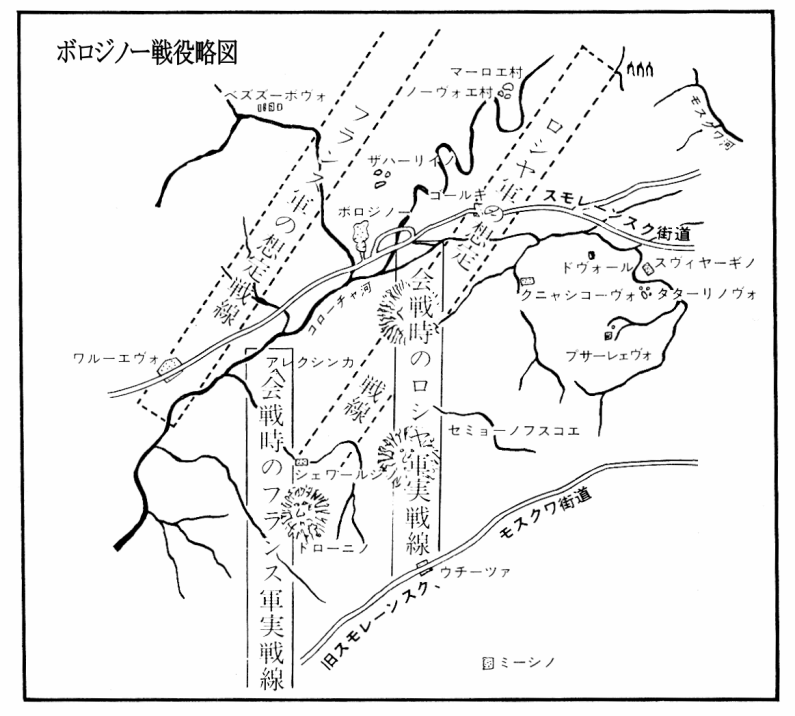 ボロジノー戦役略図
マーロエ村
ノーヴォエ村
ベズズーボヴォ
モスクワ河
フランス軍の想定戦線
ロシヤ軍の想定戦線
ザハーリイノ
ゴールキ
スモレーンスク街道
ボロジノー
ドヴォール
スヴィヤーギノ
クニャシコーヴォ
タターリノヴォ
コローチャ河
プサーレェヴォ
ワルーエヴォ
アレクシンカ
会戦時のロシヤ軍実戦線
会戦時のフランス軍実戦線
セミョーノフスコエ
シェワールジノ
ドローニノ
旧スモレーンスク、モスクワ街道
ウチーツァ
ミーシノ